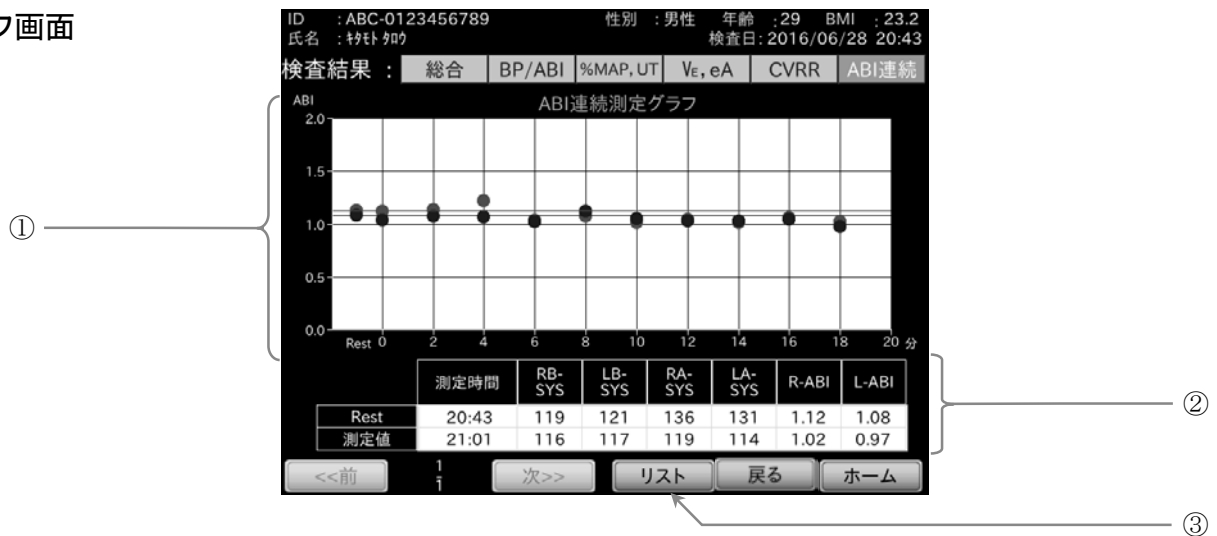 フ画面
ID :ABC-0123456789 性別 :男性 年齢 :29 BMI :23.2
氏名 :ｷﾀﾓﾄ ﾀﾛｳ 検査日:2016/06/28 20:43
検査結果 : 総合 BP/ABI %MAP, UT VE, eA CVRR ABI連続
ABI ABI連続測定グラフ
2.0
1.5
①
1.0
0.5
0.0
Rest 0 2 4 6 8 10 12 14 16 18 20 分
測定時間 RB-SYS LB-SYS RA-SYS LA-SYS R-ABI L-ABI
②
Rest 20:43 119 121 136 131 1.12 1.08
測定値 21:01 116 117 119 114 1.02 0.97
<<前 1/1 次>> リスト 戻る ホーム
③